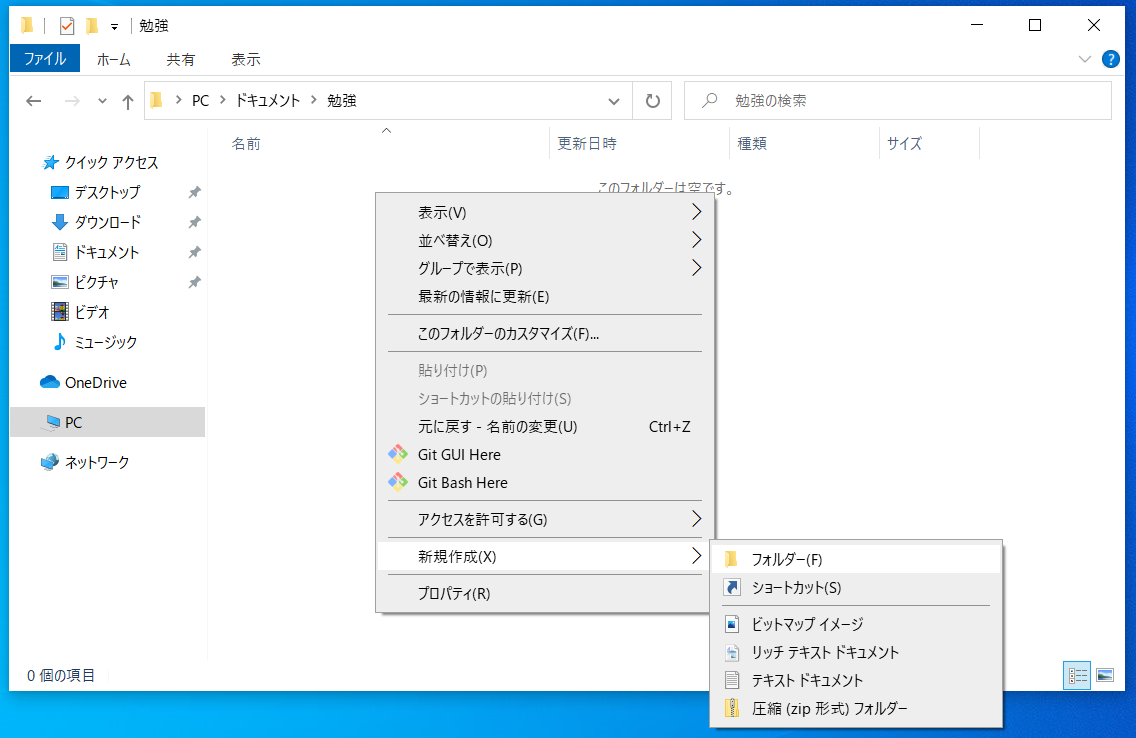 勉強
ファイル ホーム 共有 表示
PC ドキュメント 勉強
勉強の検索
名前 更新日時 種類 サイズ
このフォルダーは空です。
クイック アクセス
デスクトップ
ダウンロード
ドキュメント
ピクチャ
ビデオ
ミュージック
OneDrive
PC
ネットワーク
表示(V)
並べ替え(O)
グループで表示(P)
最新の情報に更新(E)
このフォルダーのカスタマイズ(F)...
貼り付け(P)
ショートカットの貼り付け(S)
元に戻す - 名前の変更(U) Ctrl+Z
Git GUI Here
Git Bash Here
アクセスを許可する(G)
新規作成(X)
プロパティ(R)
フォルダー(F)
ショートカット(S)
ビットマップ イメージ
リッチ テキスト ドキュメント
テキスト ドキュメント
圧縮 (zip 形式) フォルダー
0 個の項目